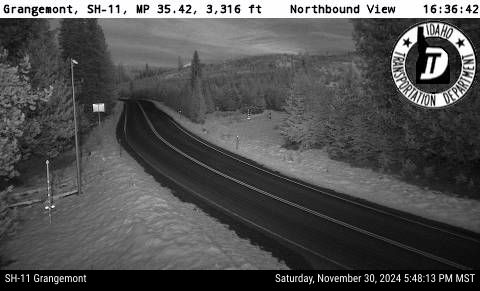 Grangemont, SH-11, MP 35.42, 3,316 ft Northbound View 16:36:42
IDAHO
TRANSPORTATION DEPARTMENT
SH-11 Grangemont Saturday, November 30, 2024 5:48:13 PM MST